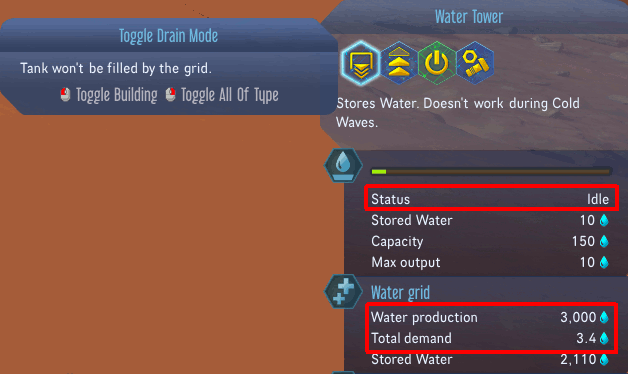 Toggle Drain Mode
Tank won't be filled by the grid.
Toggle Building Toggle All Of Type
Water Tower
Stores Water. Doesn't work during Cold
Waves.
Status Idle
Stored Water 10
Capacity 150
Max output 10
Water grid
Water production 3,000
Total demand 3.4
Stored Water 2,110